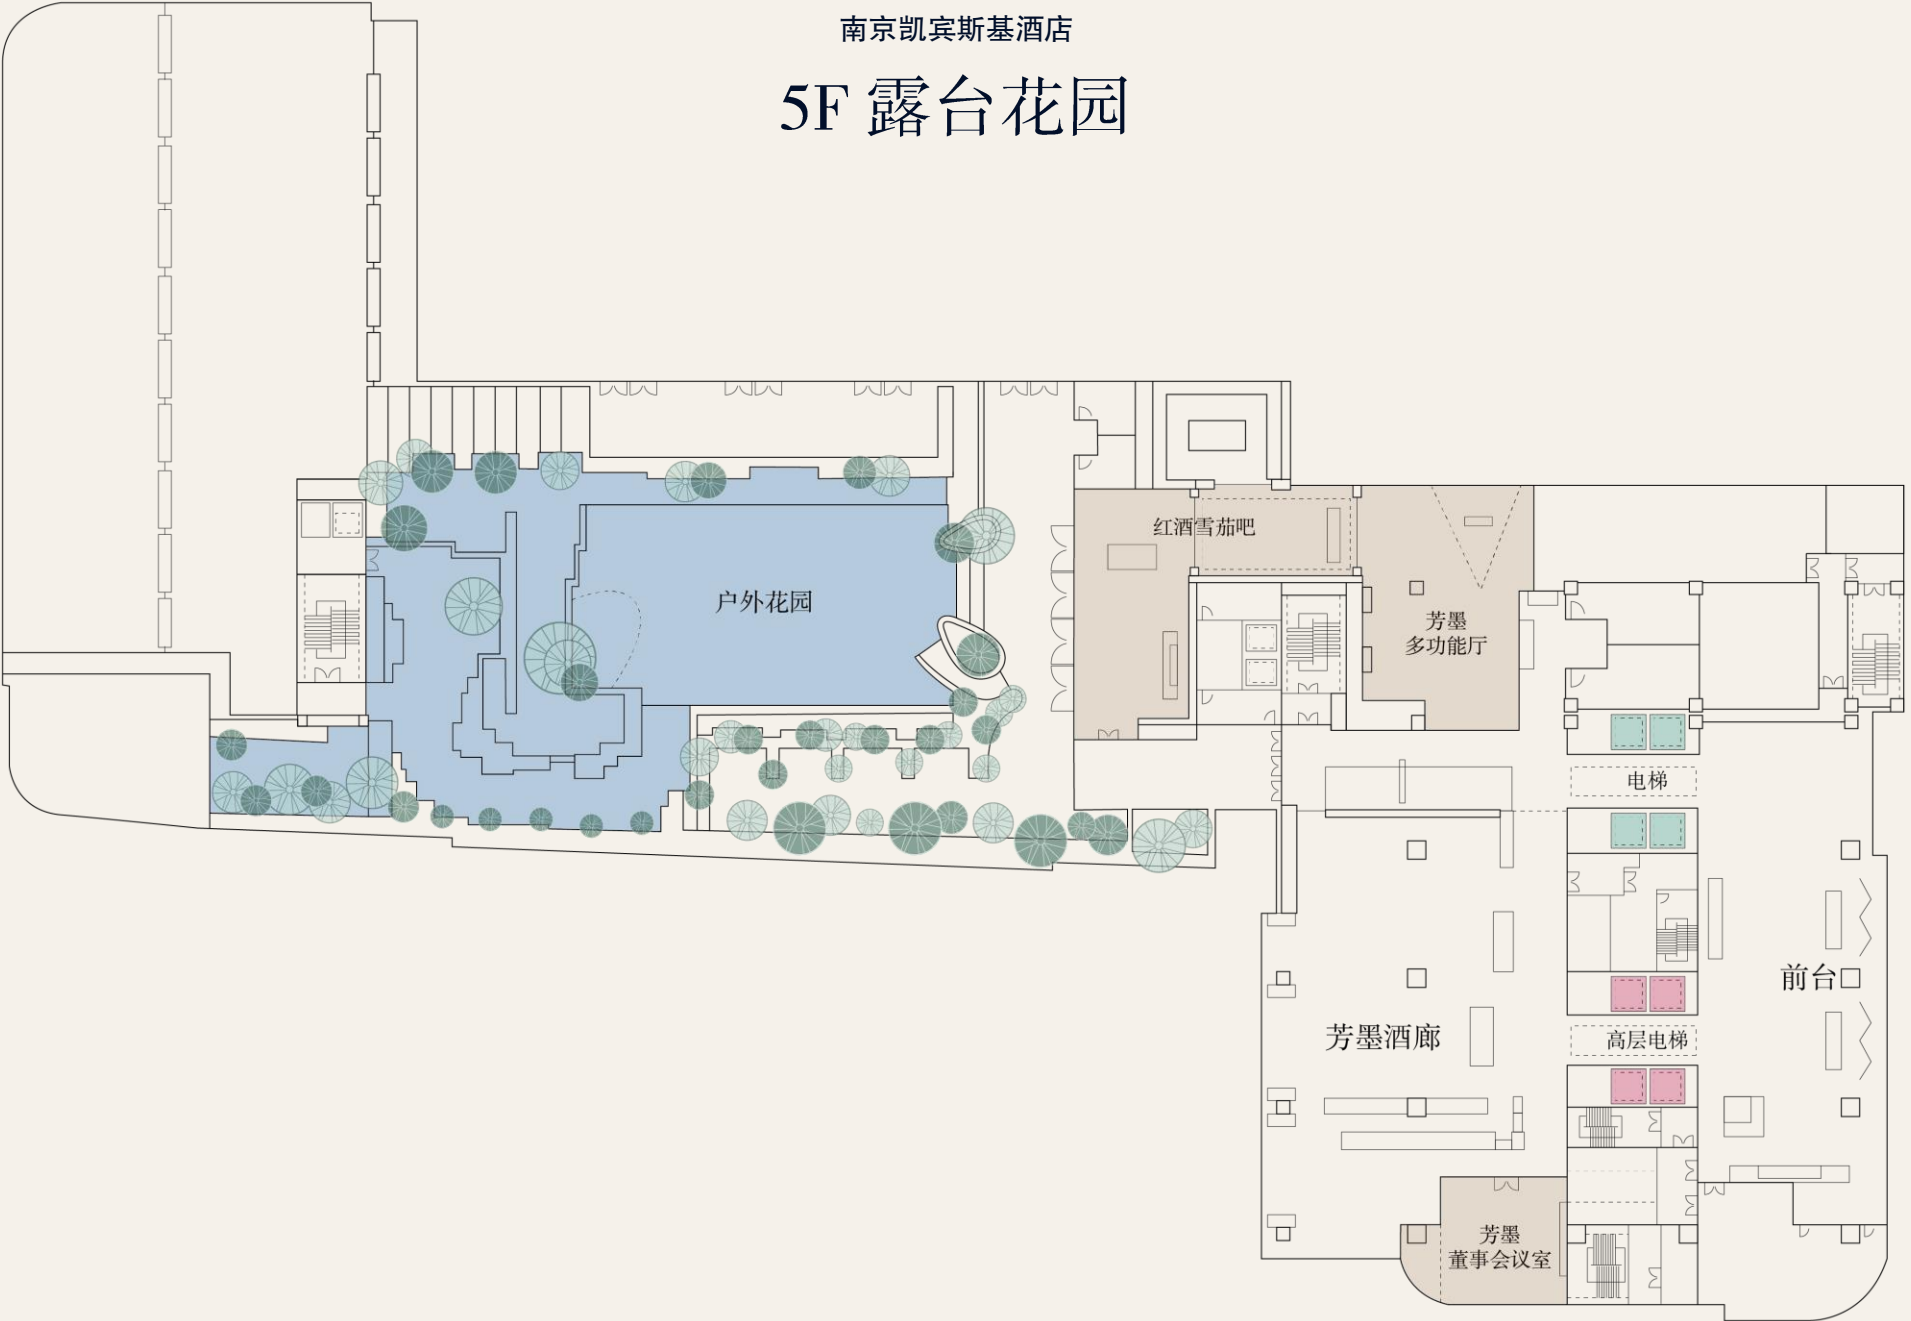 南京凯宾斯基酒店
5F 露台花园
红酒雪茄吧
户外花园
芳墨
多功能厅
电梯
前台
芳墨酒廊
高层电梯
芳墨
董事会议室